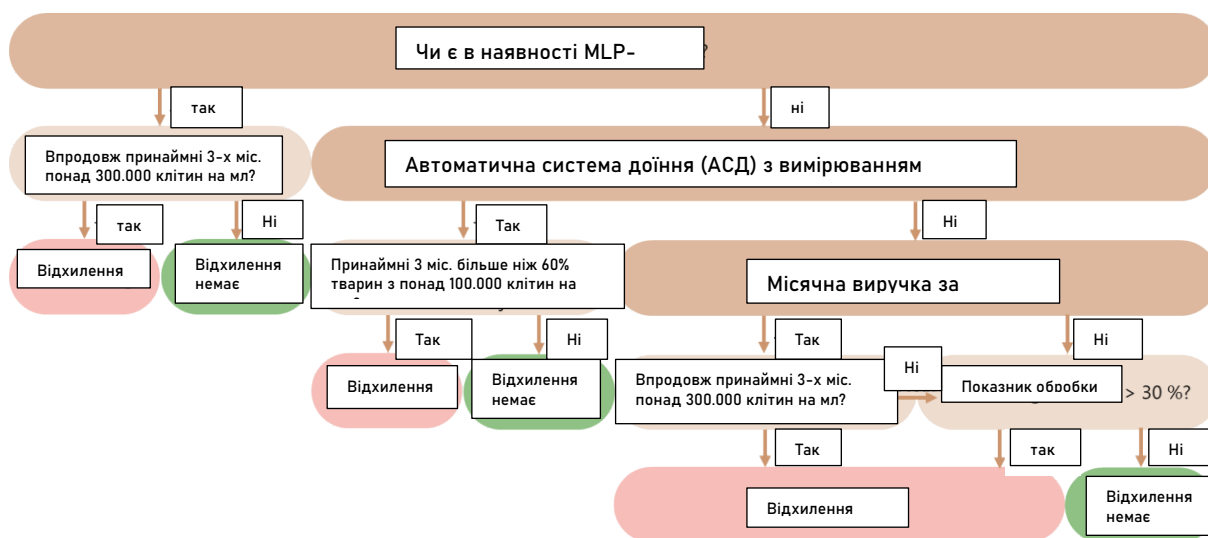 Чи є в наявності MLP- ?
так
ні
Впродовж принаймні 3-х міс.
понад 300.000 клітин на мл?
Автоматична система доїння (АСД) з вимірюванням
так
Ні
Так
Ні
Відхилення
Відхилення
немає
Принаймні 3 міс. більше ніж 60%
тварин з понад 100.000 клітин на
Місячна виручка за
Так
Ні
Так
Ні
Відхилення
Відхилення
немає
Впродовж принаймні 3-х міс.
понад 300.000 клітин на мл?
Ні
Показник обробки > 30 %?
Так
так
Ні
Відхилення
Відхилення
немає